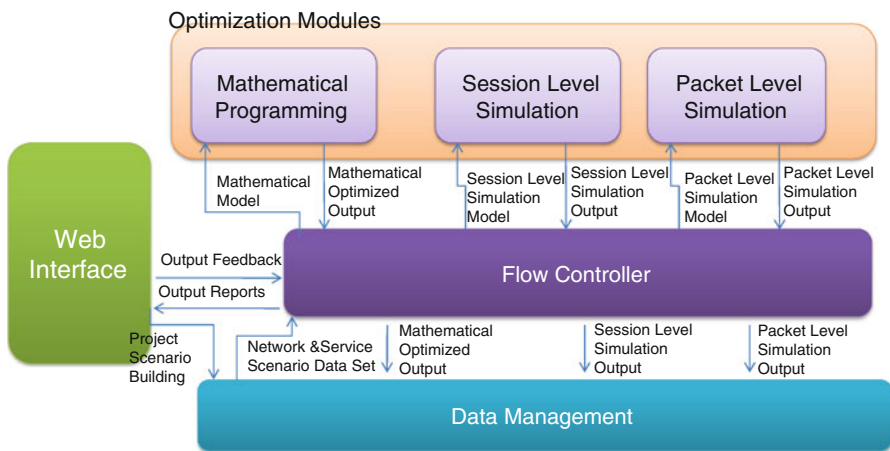 Optimization Modules
Mathematical
Programming
Session Level
Simulation
Packet Level
Simulation
Mathematical
Model
Mathematical
Optimized
Output
Session Level
Simulation
Model
Session Level
Simulation
Output
Packet Level
Simulation
Model
Packet Level
Simulation
Output
Web
Interface
Output Feedback
Output Reports
Flow Controller
Project
Scenario
Building
Network &Service
Scenario Data Set
Mathematical
Optimized
Output
Session Level
Simulation
Output
Packet Level
Simulation
Output
Data Management